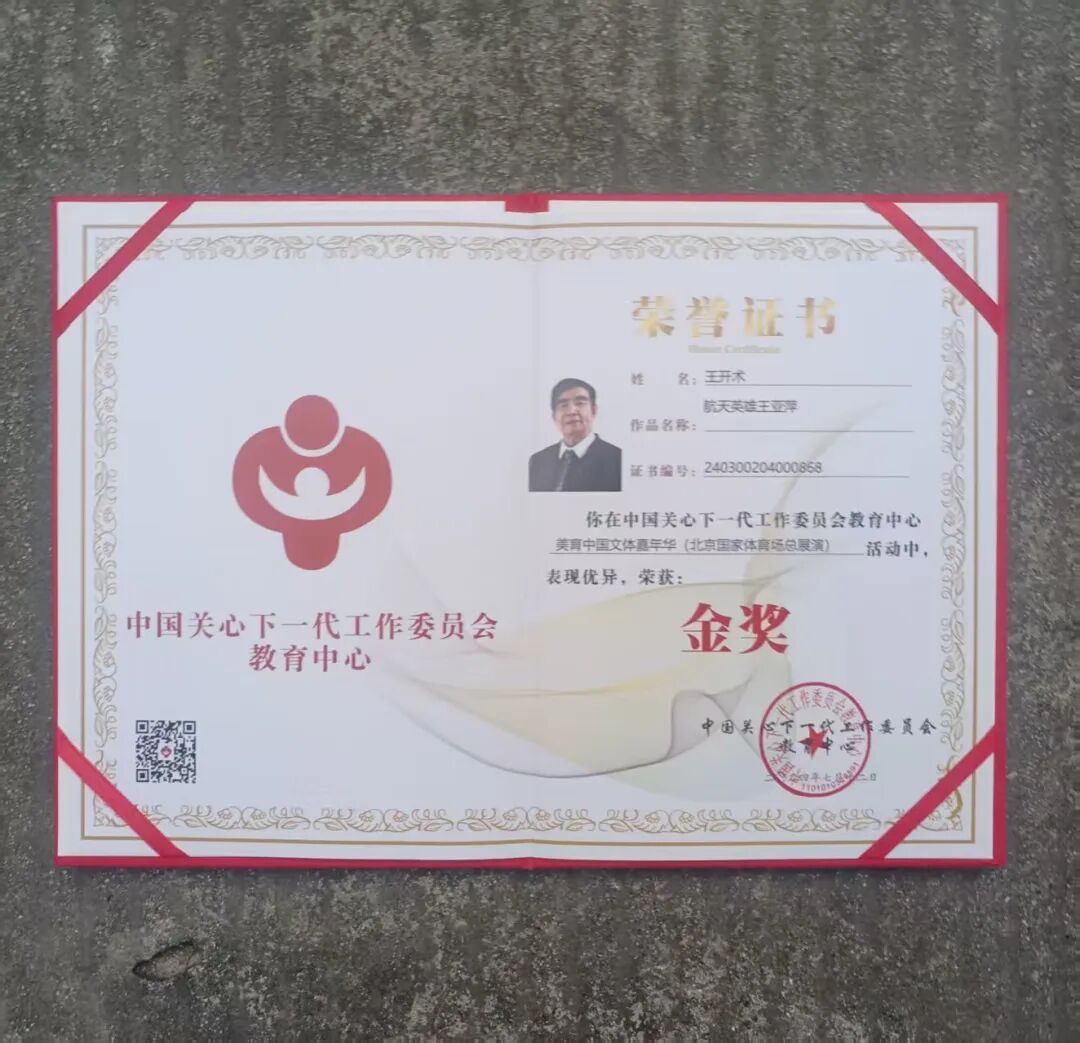 中国关心下一代工作委员会
教育中心
荣誉证书
Honor Certificate
姓 名：王开术
作品名称：航天英雄王亚萍
证书编号：240300204000868
你在中国关心下一代工作委员会教育中心
美育中国文体嘉年华（北京国家体育场总展演）活动中，
表现优异，荣获：
金奖
中国关心下一代工作委员会
教育中心